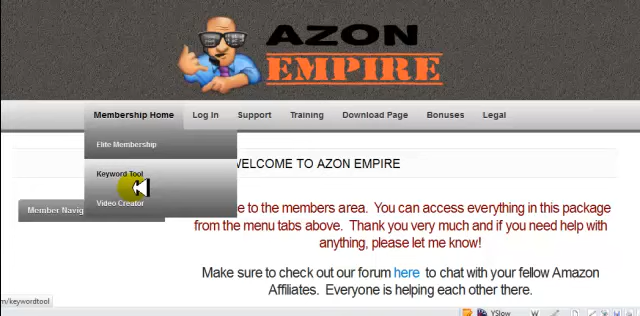 AZON
EMPIRE
Membership Home Log In Support Training Download Page Bonuses Legal
Elite Membership
Keyword Tool
Video Creator
WELCOME TO AZON EMPIRE
Member Navig
e to the members area. You can access everything in this package
from the menu tabs above. Thank you very much and if you need help with
anything, please let me know!
Make sure to check out our forum here to chat with your fellow Amazon
Affiliates. Everyone is helping each other there.
m/keywordtool
YSlow